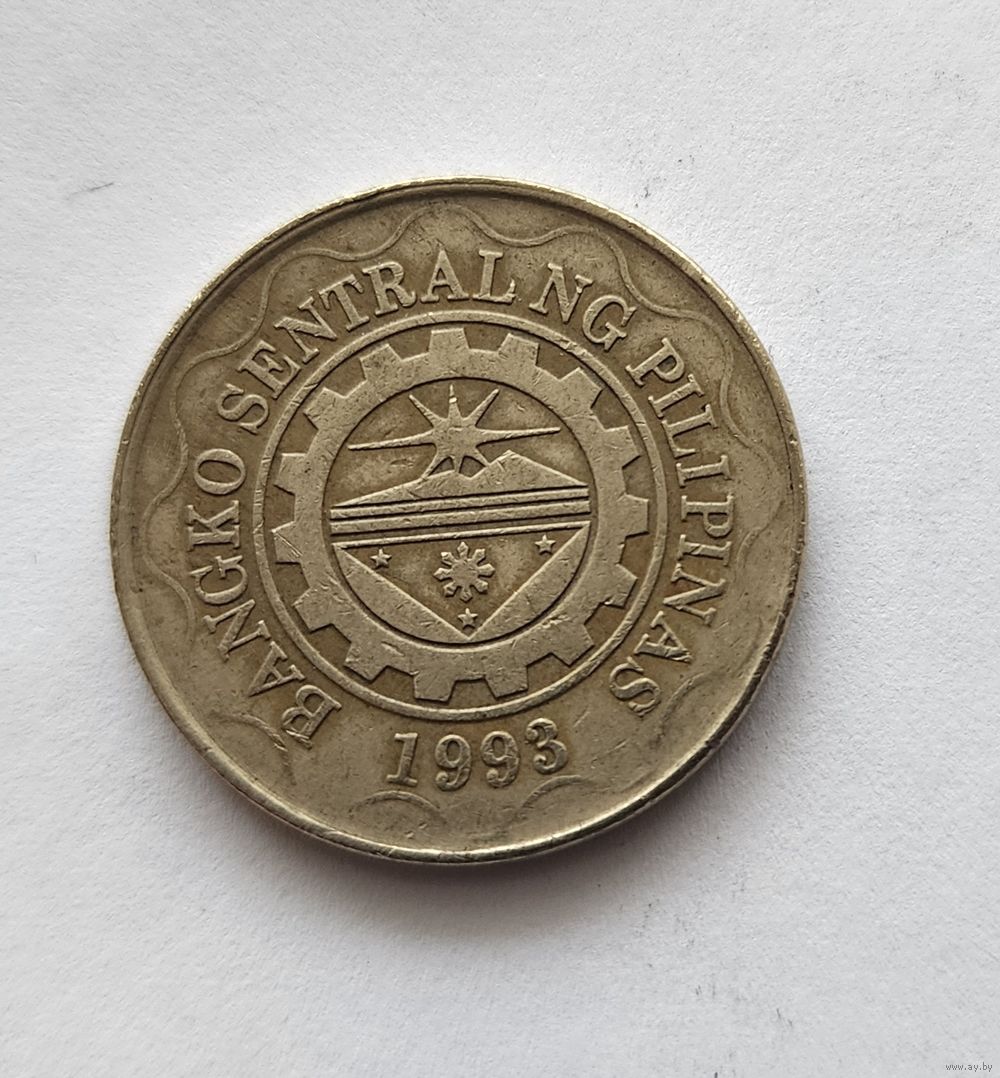 BANGKO SENTRAL NG PILIPINAS
1993
www.ay.by